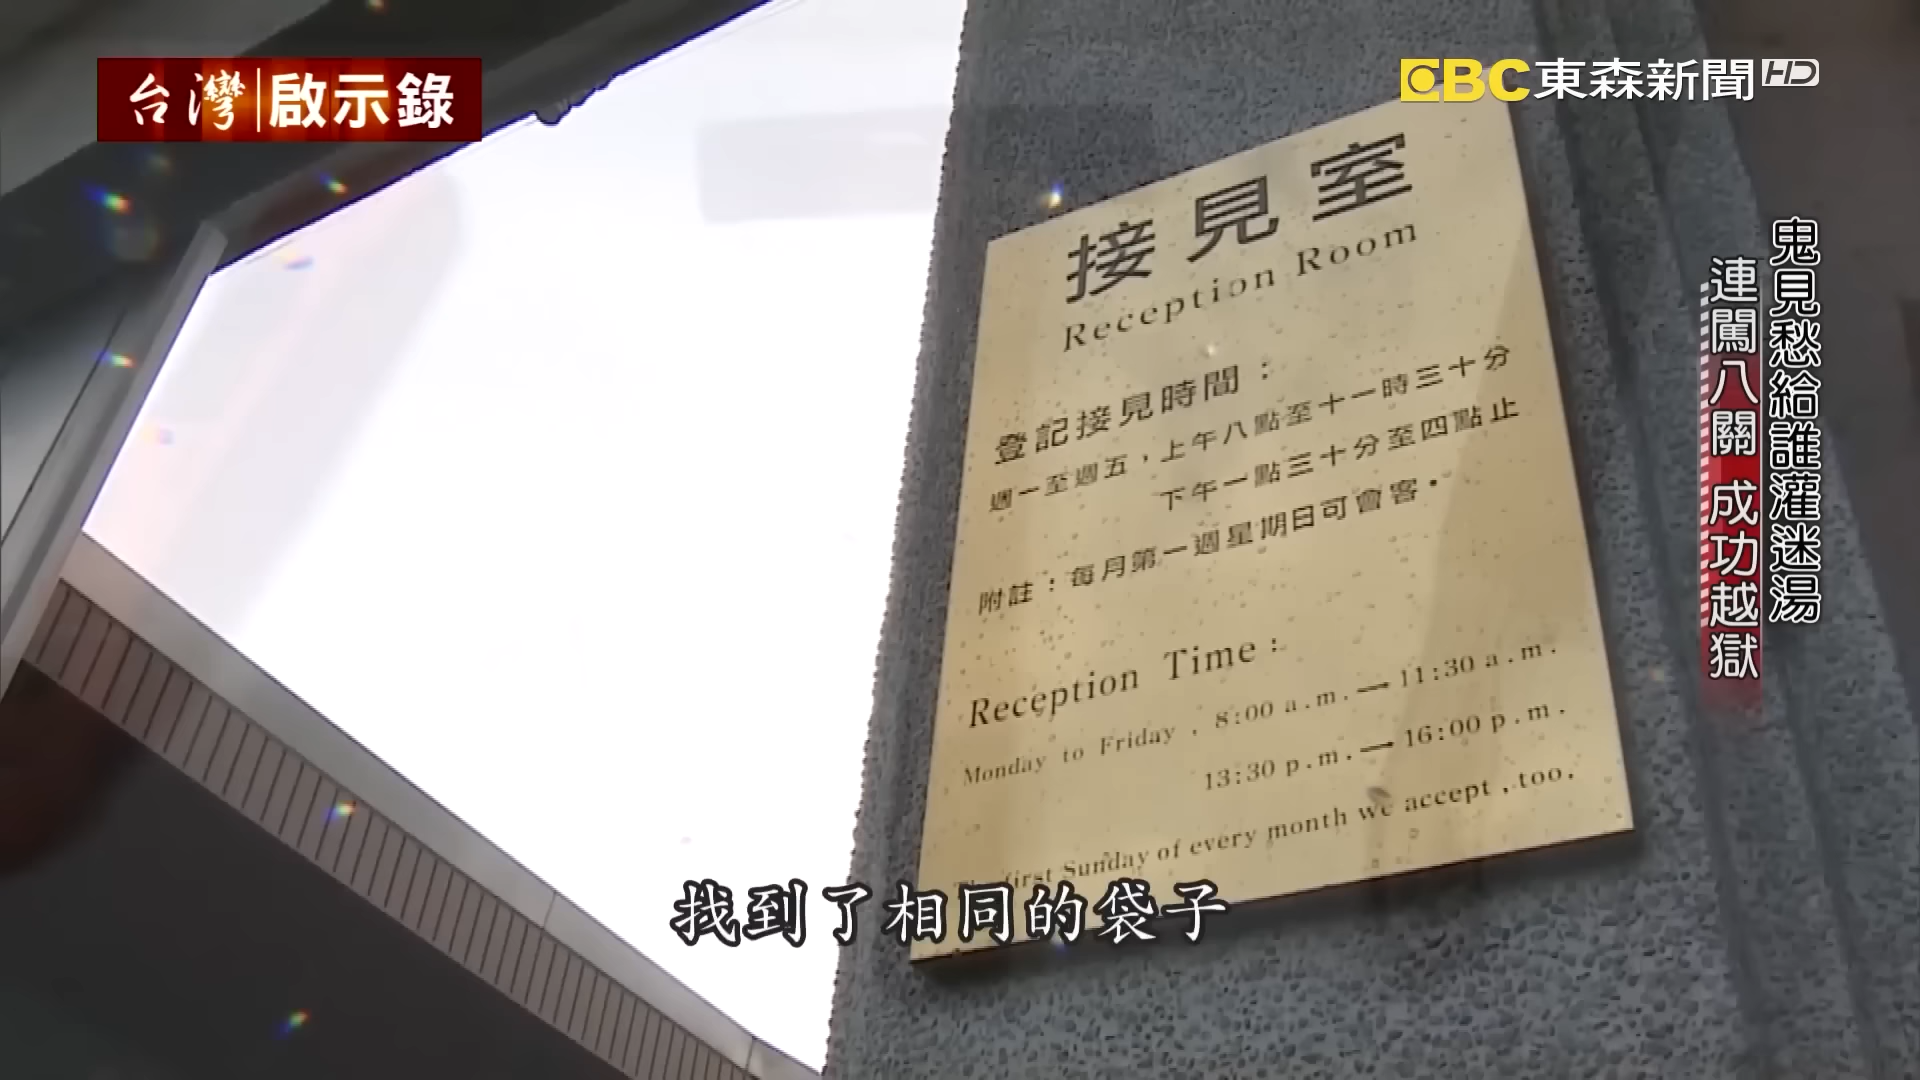 台灣 啟示錄
EBC 東森新聞 HD
鬼見愁給誰灌迷湯
連闖八關 成功越獄
接見室
Reception Room
登記接見時間：
週一至週五，上午八點至十一時三十分
下午一點三十分至四點止
附註：每月第一週星期日可會客。
Reception Time:
Monday to Friday , 8:00 a.m. → 11:30 a.m.
13:30 p.m. → 16:00 p.m.
The first Sunday of every month we accept , too.
找到了相同的袋子